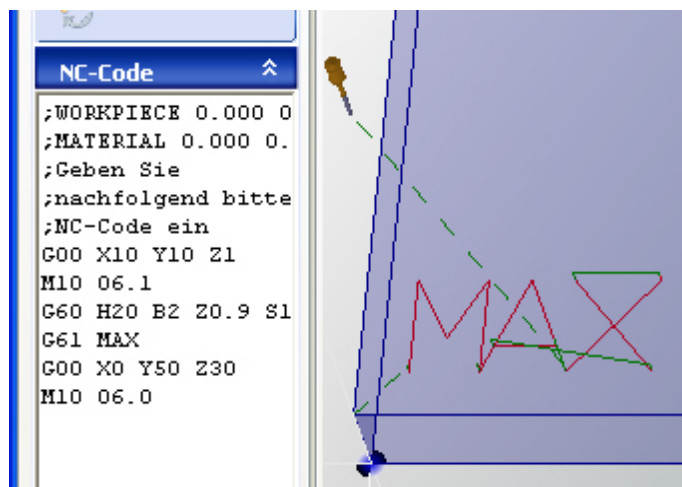 NC-Code
;WORKPIECE 0.000 0
;MATERIAL 0.000 0.
;Geben Sie
;nachfolgend bitte
;NC-Code ein
G00 X10 Y10 Z1
M10 O6.1
G60 H20 B2 Z0.9 S1
G61 MAX
G00 X0 Y50 Z30
M10 O6.0
MAX